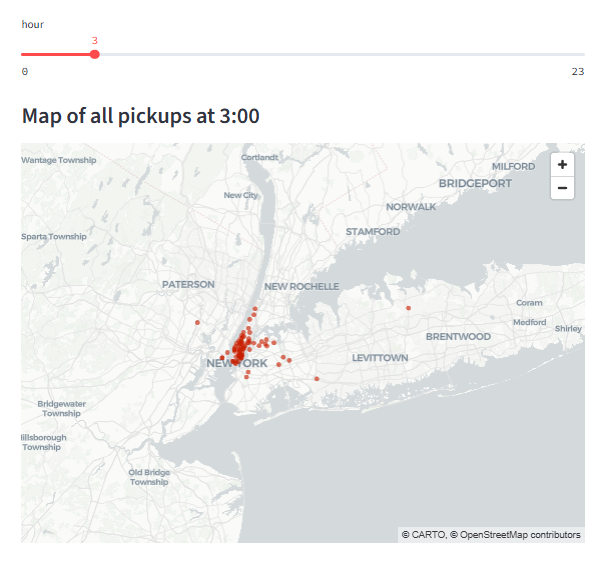 hour
3
0
23
Map of all pickups at 3:00
Wantage Township
Cortlandt
MILFORD
+
BRIDGEPORT
New City
−
NORWALK
STAMFORD
Sparta Township
PATERSON
NEW ROCHELLE
Coram
Medford
Shirley
BRENTWOOD
LEVITTOWN
NEW YORK
Bridgewater
Township
Hillsborough
Township
Old Bridge
Township
© CARTO, © OpenStreetMap contributors